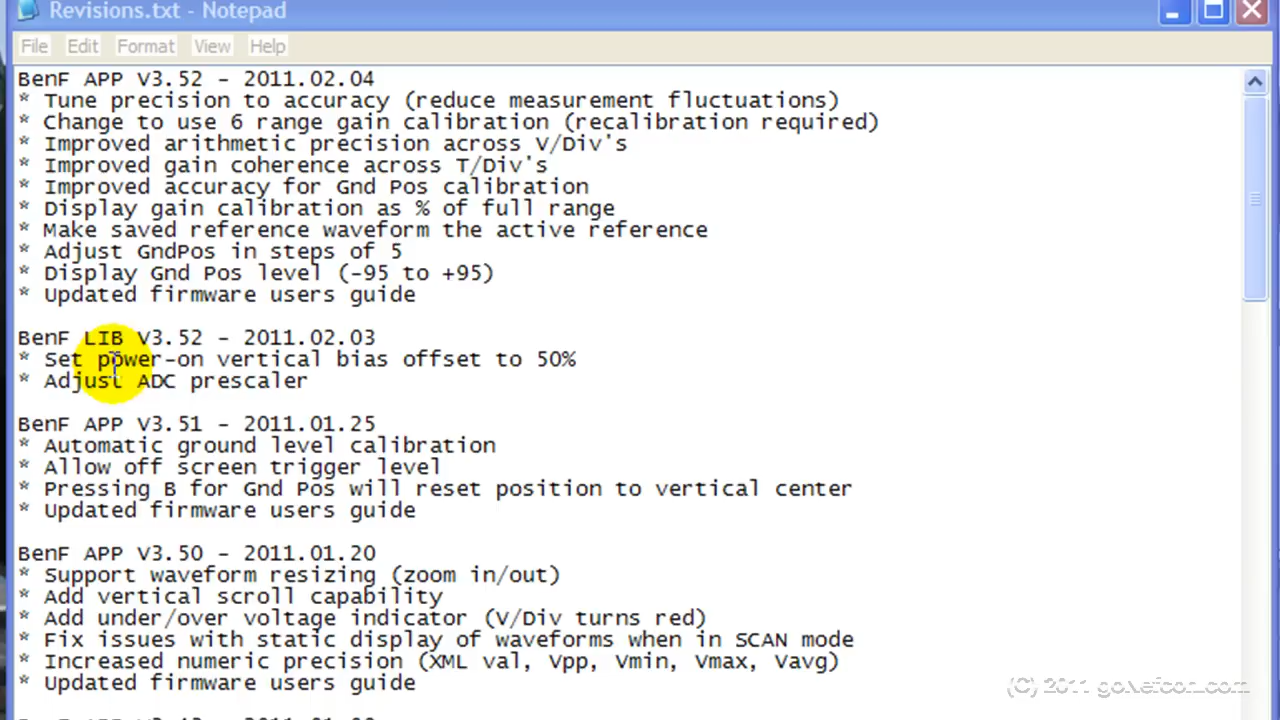 Revisions.txt - Notepad
File Edit Format View Help
BenF APP V3.52 - 2011.02.04
* Tune precision to accuracy (reduce measurement fluctuations)
* Change to use 6 range gain calibration (recalibration required)
* Improved arithmetic precision across V/Div's
* Improved gain coherence across T/Div's
* Improved accuracy for Gnd Pos calibration
* Display gain calibration as % of full range
* Make saved reference waveform the active reference
* Adjust GndPos in steps of 5
* Display Gnd Pos level (-95 to +95)
* Updated firmware users guide
BenF LIB V3.52 - 2011.02.03
* Set power-on vertical bias offset to 50%
* Adjust ADC prescaler
BenF APP V3.51 - 2011.01.25
* Automatic ground level calibration
* Allow off screen trigger level
* Pressing B for Gnd Pos will reset position to vertical center
* Updated firmware users guide
BenF APP V3.50 - 2011.01.20
* Support waveform resizing (zoom in/out)
* Add vertical scroll capability
* Add under/over voltage indicator (V/Div turns red)
* Fix issues with static display of waveforms when in SCAN mode
* Increased numeric precision (XML val, Vpp, Vmin, Vmax, Vavg)
* Updated firmware users guide
(C) 2011